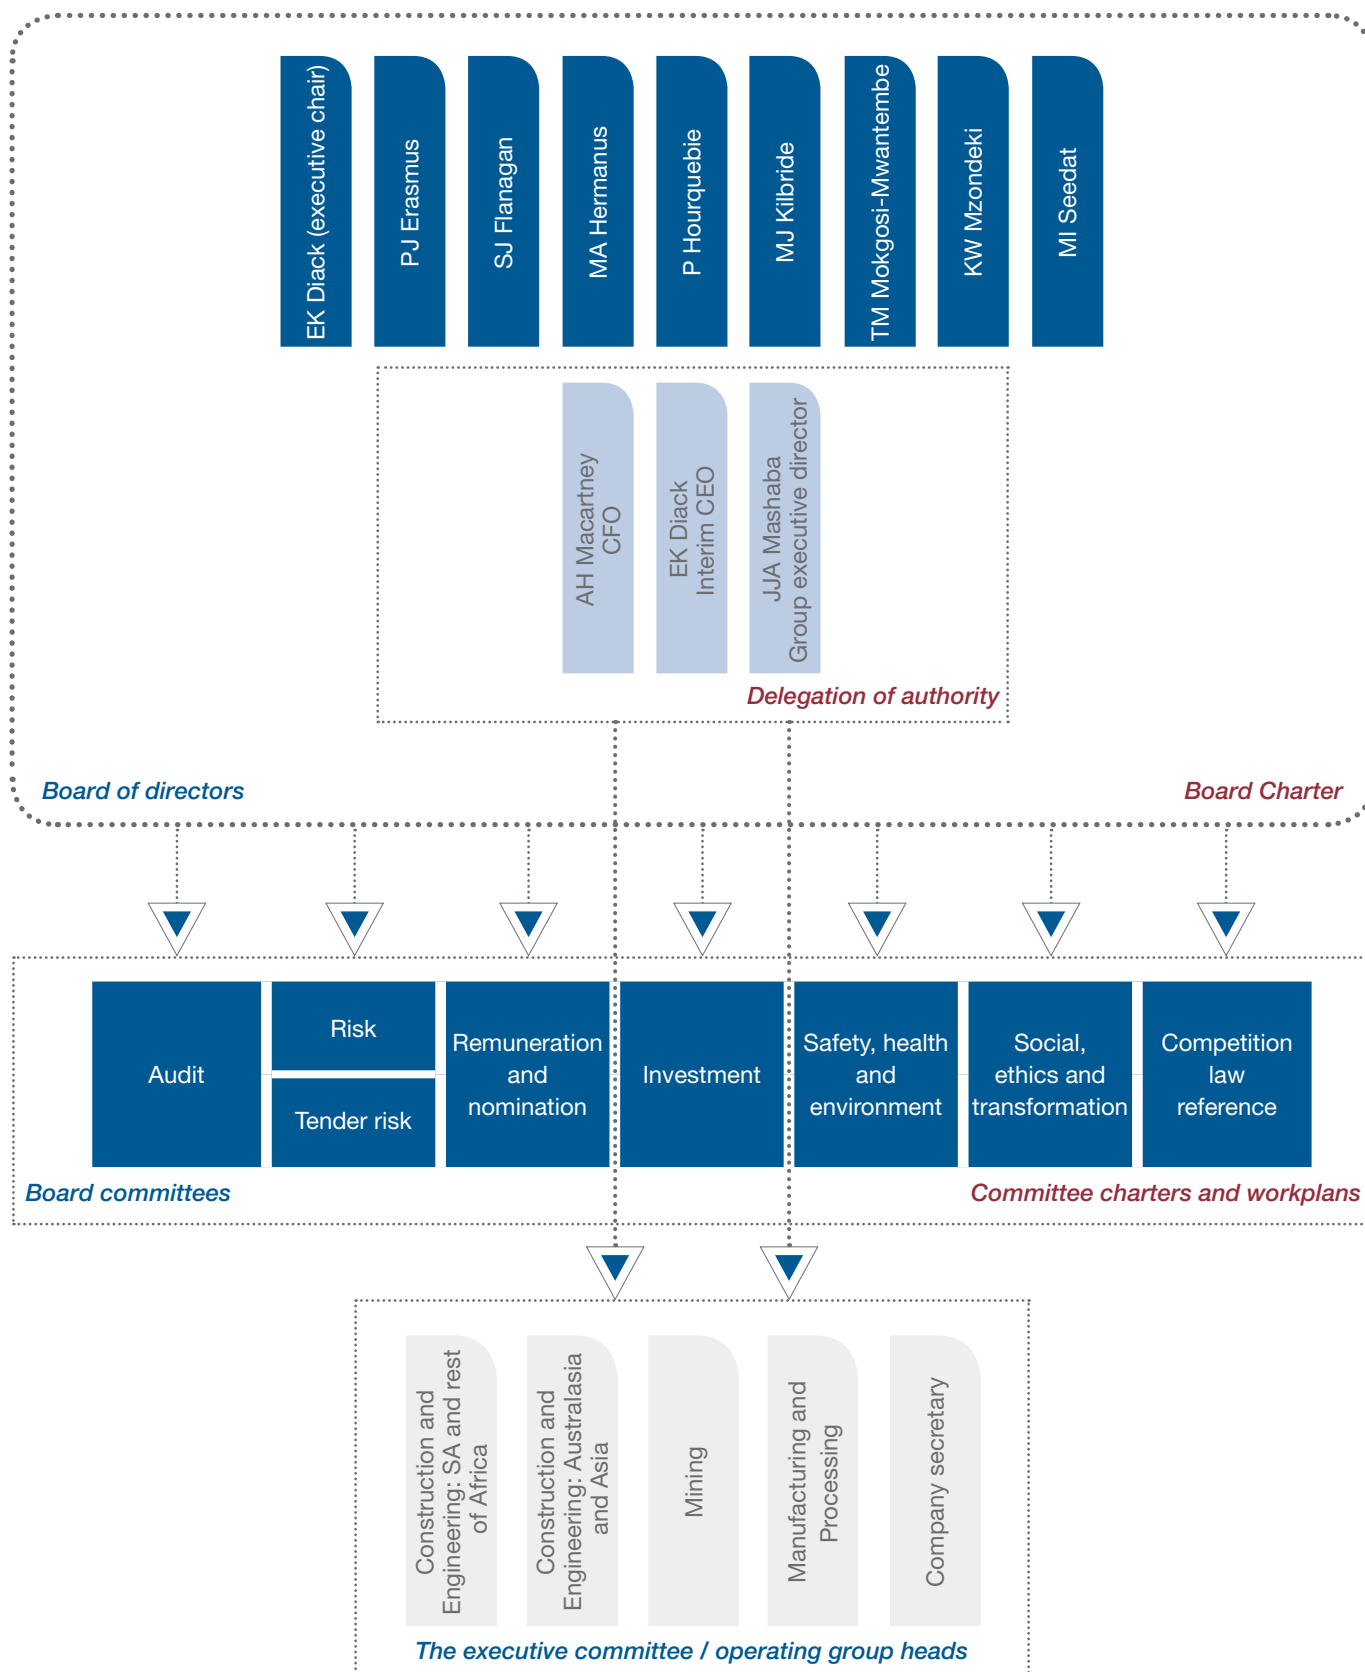 EK Diack (executive chair)
PJ Erasmus
SJ Flanagan
MA Hermanus
P Hourquebie
MJ Kilbride
TM Mokgosi-Mwantembe
KW Mzondeki
MI Seedat
AH Macartney
CFO
EK Diack
Interim CEO
JJA Mashaba
Group executive director
Delegation of authority
Board of directors
Board Charter
Audit
Risk
Tender risk
Remuneration
and
nomination
Investment
Safety, health
and
environment
Social,
ethics and
transformation
Competition
law
reference
Board committees
Committee charters and workplans
Construction and
Engineering: SA and rest
of Africa
Construction and
Engineering: Australasia
and Asia
Mining
Manufacturing and
Processing
Company secretary
The executive committee / operating group heads